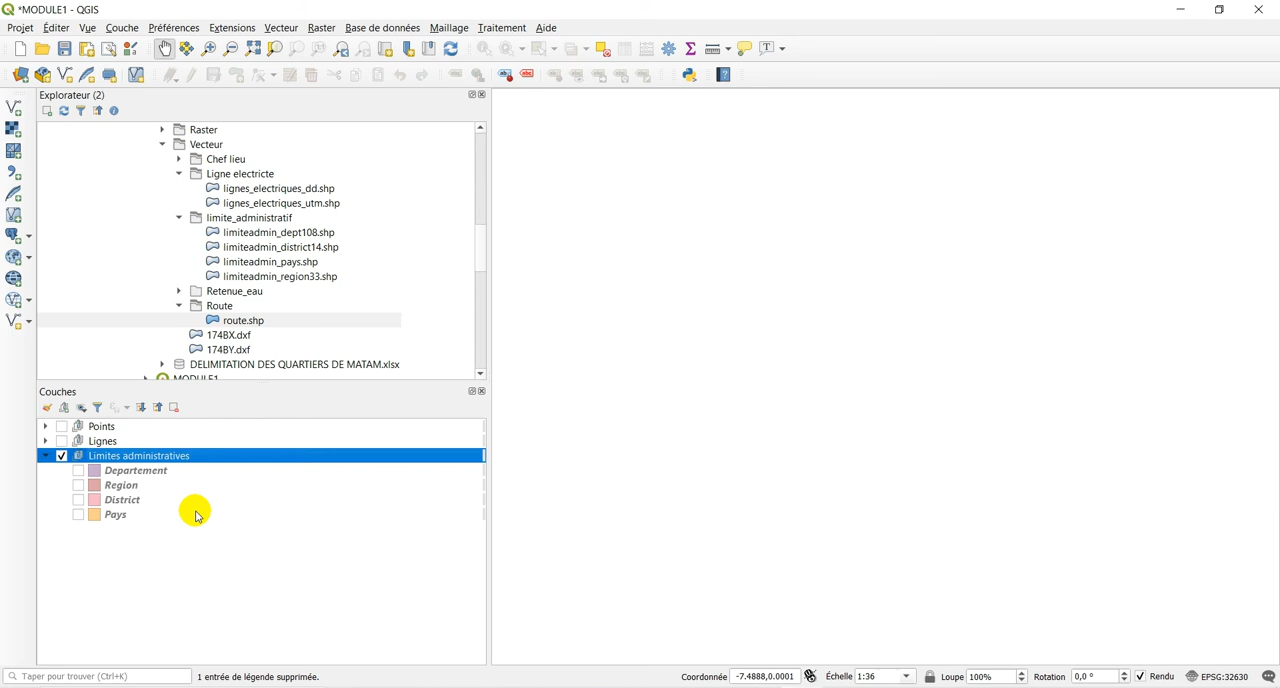 *MODULE1 - QGIS
Projet Éditer Vue Couche Préférences Extensions Vecteur Raster Base de données Maillage Traitement Aide
Explorateur (2)
Raster
Vecteur
Chef lieu
Ligne electricte
lignes_electriques_dd.shp
lignes_electriques_utm.shp
limite_administratif
limiteadmin_dept108.shp
limiteadmin_district14.shp
limiteadmin_pays.shp
limiteadmin_region33.shp
Retenue_eau
Route
route.shp
174BX.dxf
174BY.dxf
DELIMITATION DES QUARTIERS DE MATAM.xlsx
MODULE1
Couches
Points
Lignes
Limites administratives
Departement
Region
District
Pays
Taper pour trouver (Ctrl+K) 1 entrée de légende supprimée. Coordonnée -7.4888,0.0001 Échelle 1:36 Loupe 100% Rotation 0,0 ° Rendu EPSG:32630